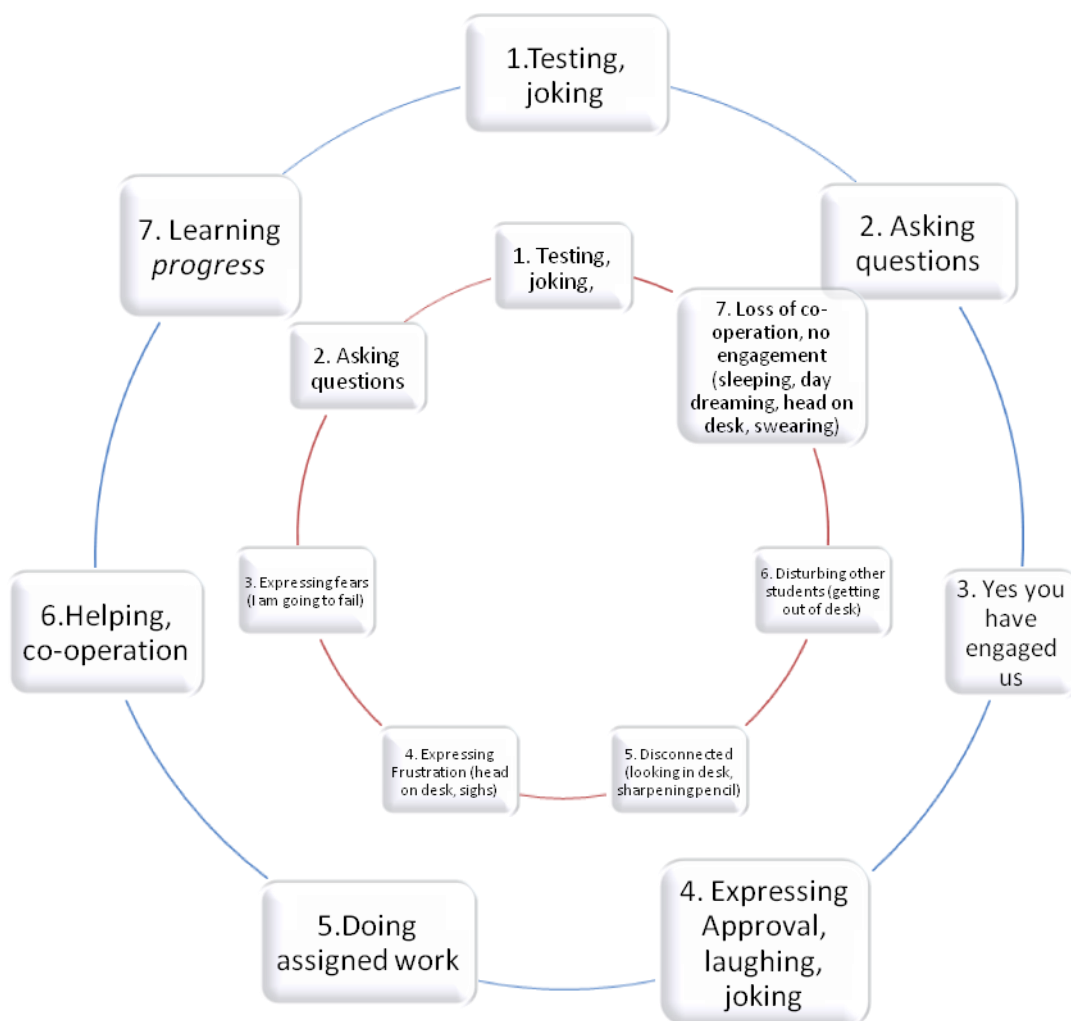 1.Testing,
joking
2. Asking
questions
3. Yes you
have
engaged
us
4. Expressing
Approval,
laughing,
joking
5.Doing
assigned work
6.Helping,
co-operation
7. Learning
progress
1. Testing,
joking,
2. Asking
questions
3. Expressing fears
(I am going to fail)
4. Expressing
Frustration (head
on desk, sighs)
5. Disconnected
(looking in desk,
sharpening pencil)
6. Disturbing other
students (getting
out of desk)
7. Loss of co-
operation, no
engagement
(sleeping, day
dreaming, head on
desk, swearing)